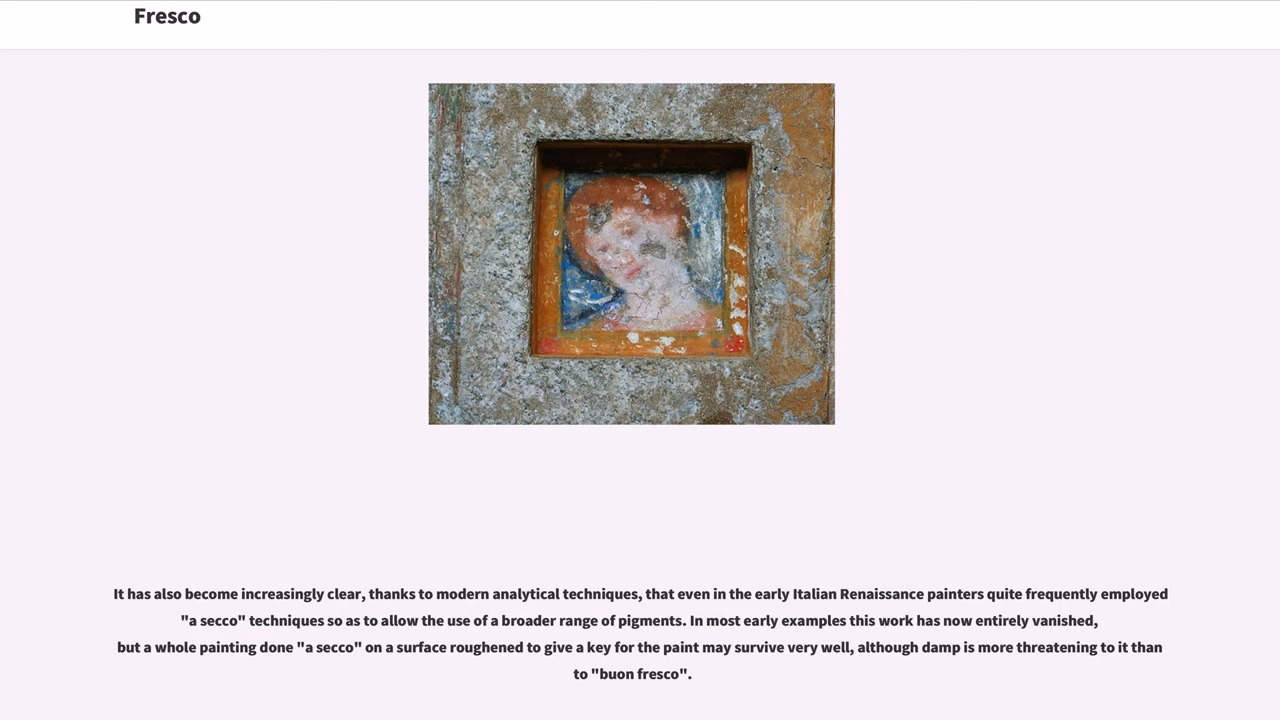 Fresco
It has also become increasingly clear, thanks to modern analytical techniques, that even in the early Italian Renaissance painters quite frequently employed
"a secco" techniques so as to allow the use of a broader range of pigments. In most early examples this work has now entirely vanished,
but a whole painting done "a secco" on a surface roughened to give a key for the paint may survive very well, although damp is more threatening to it than
to "buon fresco".